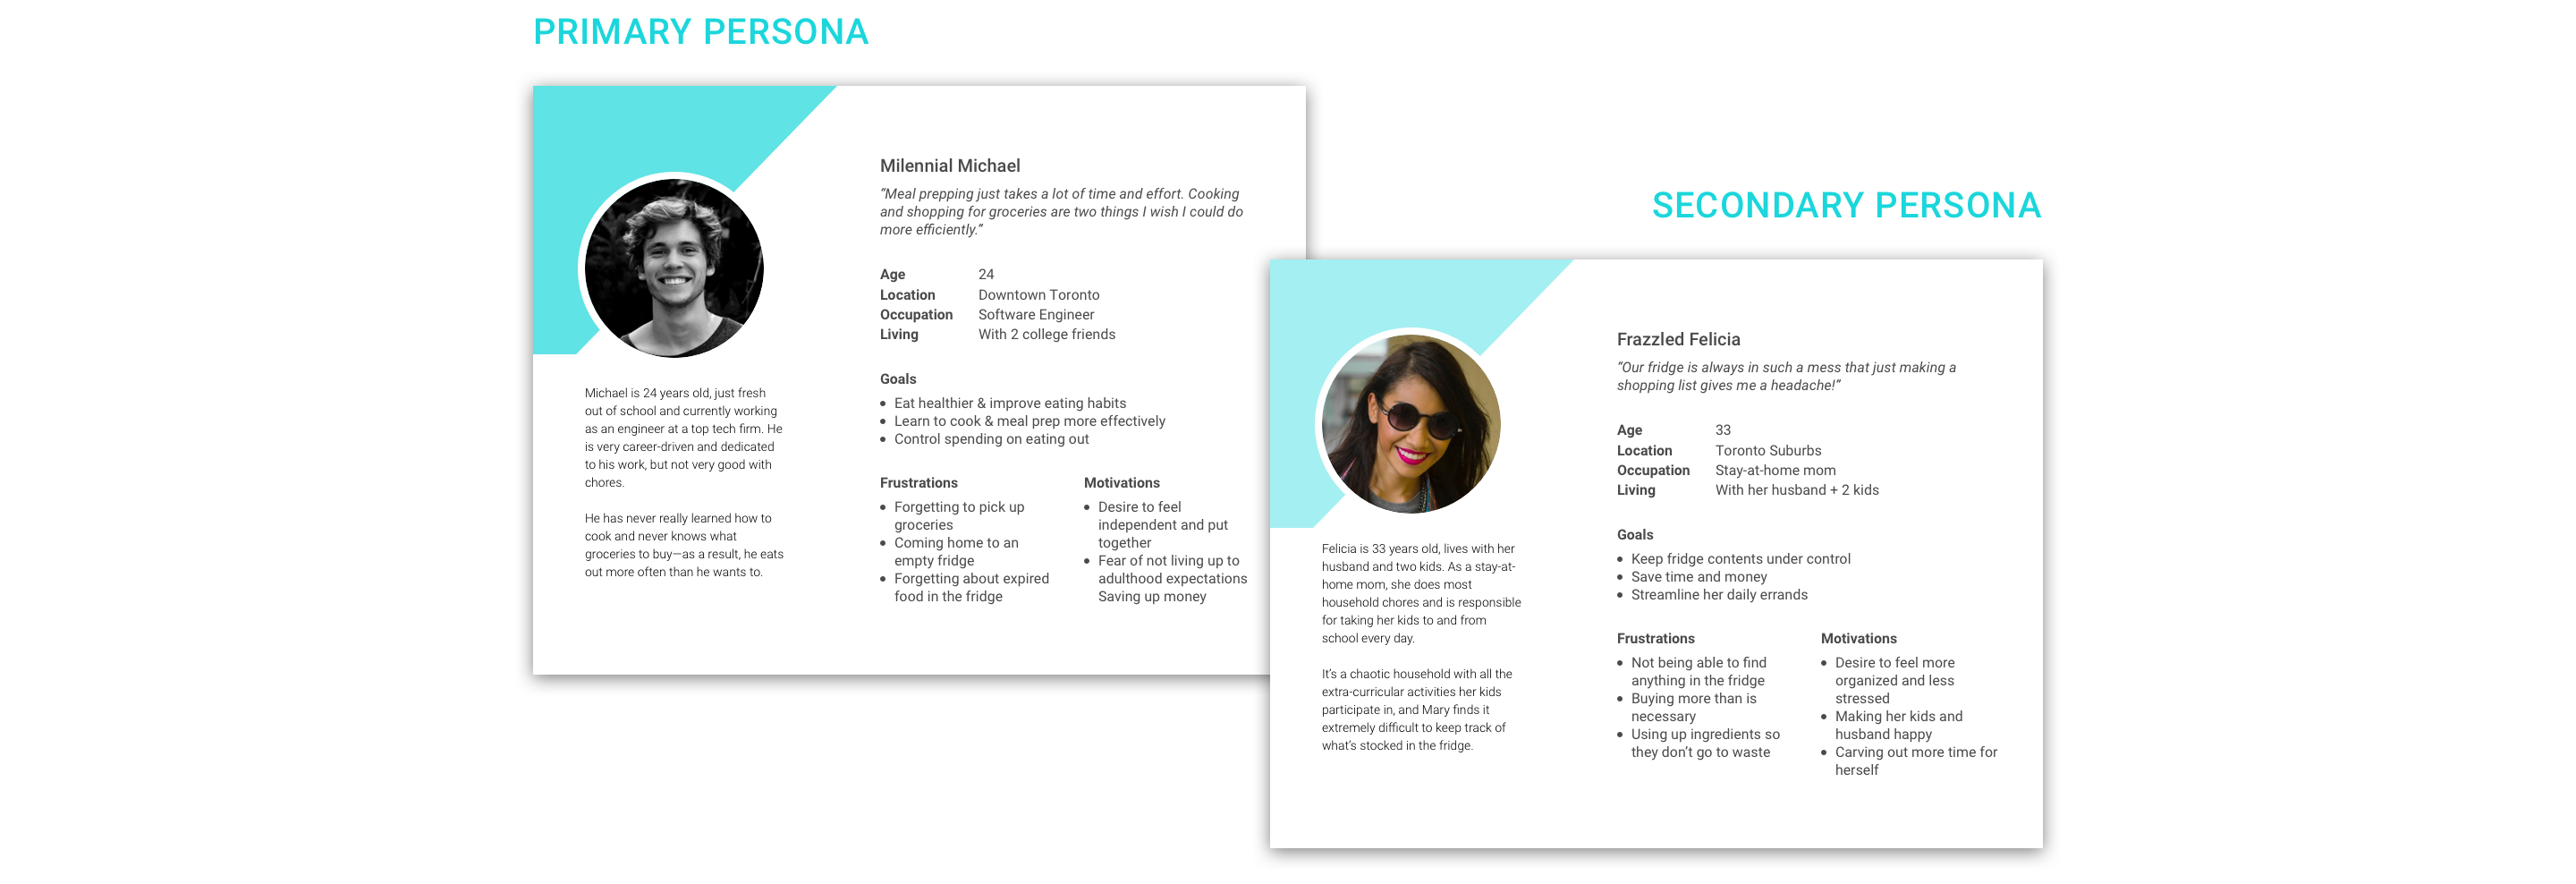 PRIMARY PERSONA
Milennial Michael
“Meal prepping just takes a lot of time and effort. Cooking
and shopping for groceries are two things I wish I could do
more efficiently.”
Age 24
Location Downtown Toronto
Occupation Software Engineer
Living With 2 college friends
Goals
• Eat healthier & improve eating habits
• Learn to cook & meal prep more effectively
• Control spending on eating out
Frustrations
• Forgetting to pick up
groceries
• Coming home to an
empty fridge
• Forgetting about expired
food in the fridge
Motivations
• Desire to feel
independent and put
together
• Fear of not living up to
adulthood expectations
Saving up money
Michael is 24 years old, just fresh
out of school and currently working
as an engineer at a top tech firm. He
is very career-driven and dedicated
to his work, but not very good with
chores.
He has never really learned how to
cook and never knows what
groceries to buy—as a result, he eats
out more often than he wants to.
SECONDARY PERSONA
Frazzled Felicia
“Our fridge is always in such a mess that just making a
shopping list gives me a headache!”
Age 33
Location Toronto Suburbs
Occupation Stay-at-home mom
Living With her husband + 2 kids
Goals
• Keep fridge contents under control
• Save time and money
• Streamline her daily errands
Frustrations
• Not being able to find
anything in the fridge
• Buying more than is
necessary
• Using up ingredients so
they don’t go to waste
Motivations
• Desire to feel more
organized and less
stressed
• Making her kids and
husband happy
• Carving out more time for
herself
Felicia is 33 years old, lives with her
husband and two kids. As a stay-at-
home mom, she does most
household chores and is responsible
for taking her kids to and from
school every day.
It’s a chaotic household with all the
extra-curricular activities her kids
participate in, and Mary finds it
extremely difficult to keep track of
what’s stocked in the fridge.